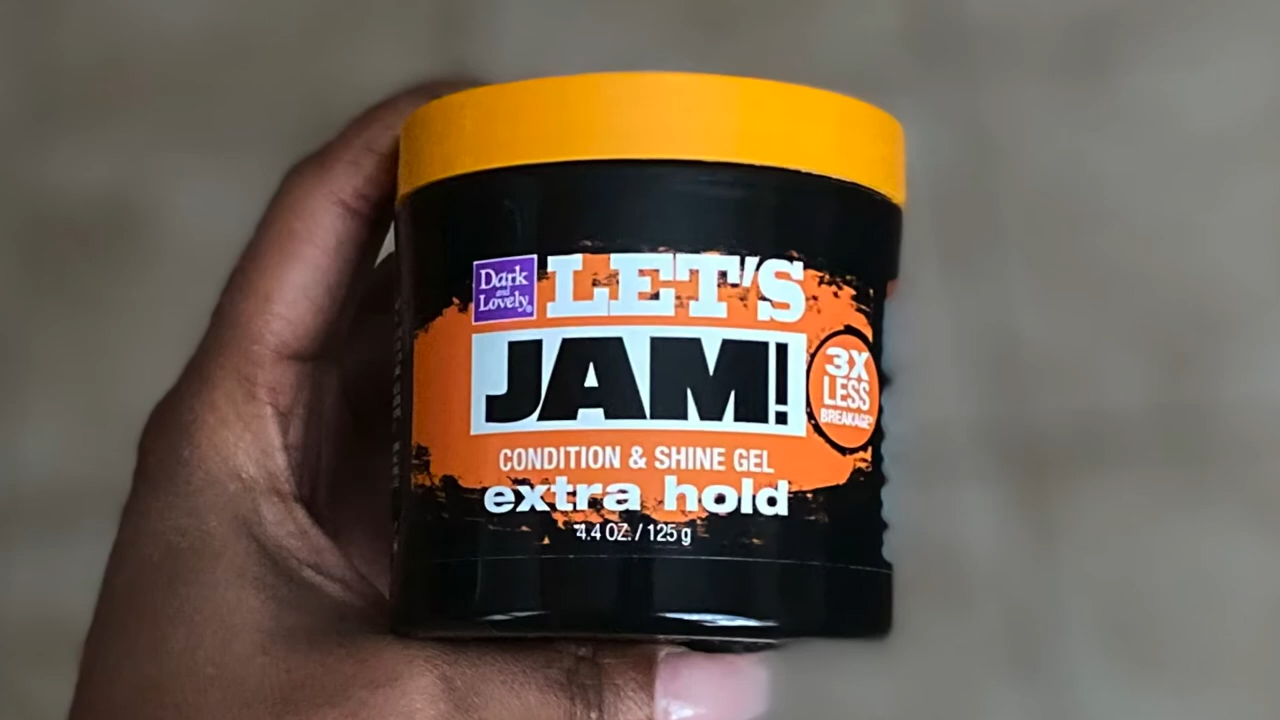 Dark
and
Lovely®
LET'S
JAM!
3X
LESS
BREAKAGE*
CONDITION & SHINE GEL
extra hold
4.4 OZ. / 125 g